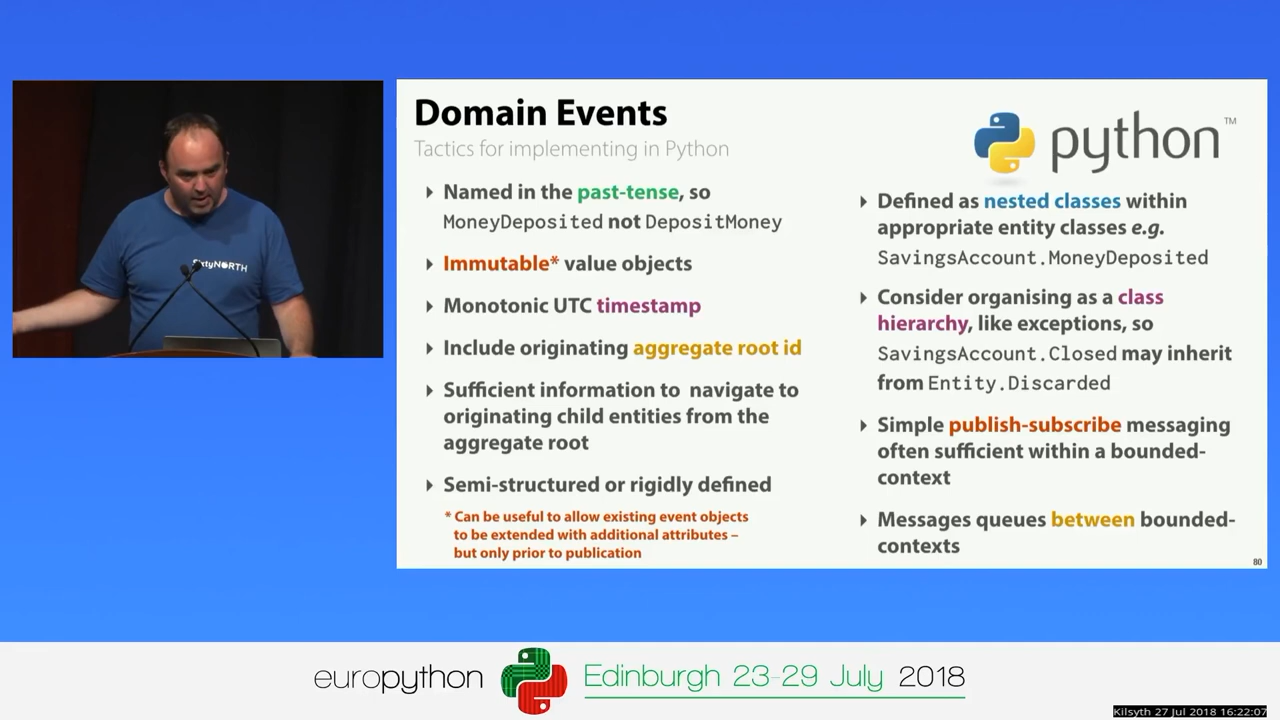 Domain Events
Tactics for implementing in Python
Named in the past-tense, so
MoneyDeposited not DepositMoney
Immutable* value objects
Monotonic UTC timestamp
Include originating aggregate root id
Sufficient information to navigate to
originating child entities from the
aggregate root
Semi-structured or rigidly defined
* Can be useful to allow existing event objects
to be extended with additional attributes –
but only prior to publication
python™
Defined as nested classes within
appropriate entity classes e.g.
SavingsAccount.MoneyDeposited
Consider organising as a class
hierarchy, like exceptions, so
SavingsAccount.Closed may inherit
from Entity.Discarded
Simple publish-subscribe messaging
often sufficient within a bounded-
context
Messages queues between bounded-
contexts
80
SixtyNORTH
europython
Edinburgh 23-29 July 2018
Kilsyth 27 Jul 2018 16:22:07